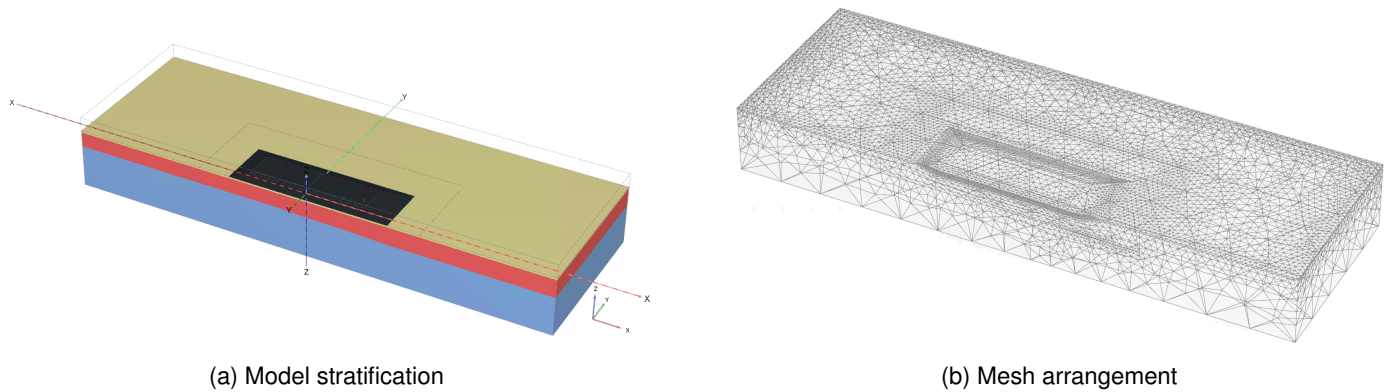 X
Y
Y
Z
X
Z
Y
X
(a) Model stratification
(b) Mesh arrangement